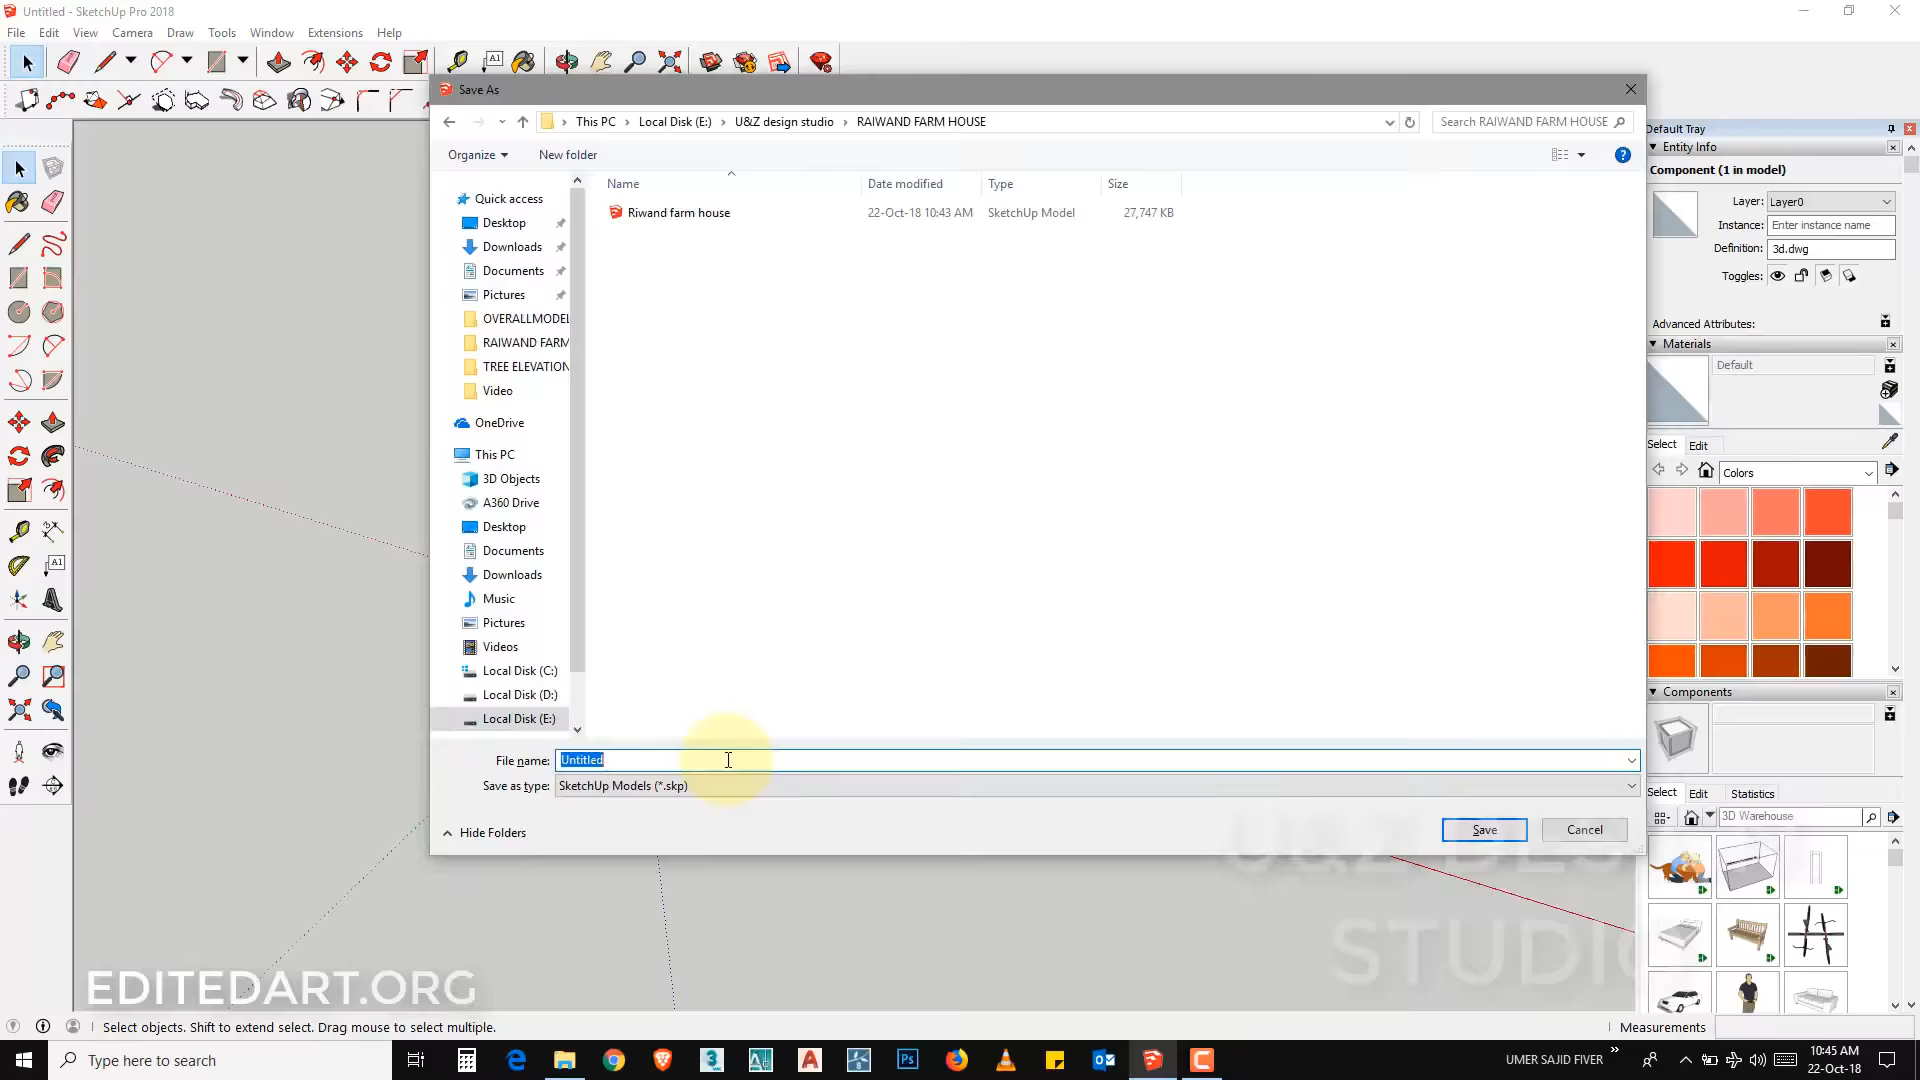 Untitled - SketchUp Pro 2018
File Edit View Camera Draw Tools Window Extensions Help
A1
Save As
This PC › Local Disk (E:) › U&Z design studio › RAIWAND FARM HOUSE
Search RAIWAND FARM HOUSE
Organize
New folder
Name Date modified Type Size
Riwand farm house 22-Oct-18 10:43 AM SketchUp Model 27,747 KB
Quick access
Desktop
Downloads
Documents
Pictures
OVERALLMODEL
RAIWAND FARM
TREE ELEVATION
Video
OneDrive
This PC
3D Objects
A360 Drive
Desktop
Documents
Downloads
Music
Pictures
Videos
Local Disk (C:)
Local Disk (D:)
Local Disk (E:)
File name: Untitled
Save as type: SketchUp Models (*.skp)
Hide Folders
Save
Cancel
Default Tray
Entity Info
Component (1 in model)
Layer: Layer0
Instance: Enter instance name
Definition: 3d.dwg
Toggles:
Advanced Attributes:
Materials
Default
Select Edit
Colors
Components
Select Edit Statistics
3D Warehouse
A1
EDITEDART.ORG
U&Z DES
STUDIO
Select objects. Shift to extend select. Drag mouse to select multiple.
Measurements
Type here to search
Ps
UMER SAJID FIVER
10:45 AM
22-Oct-18